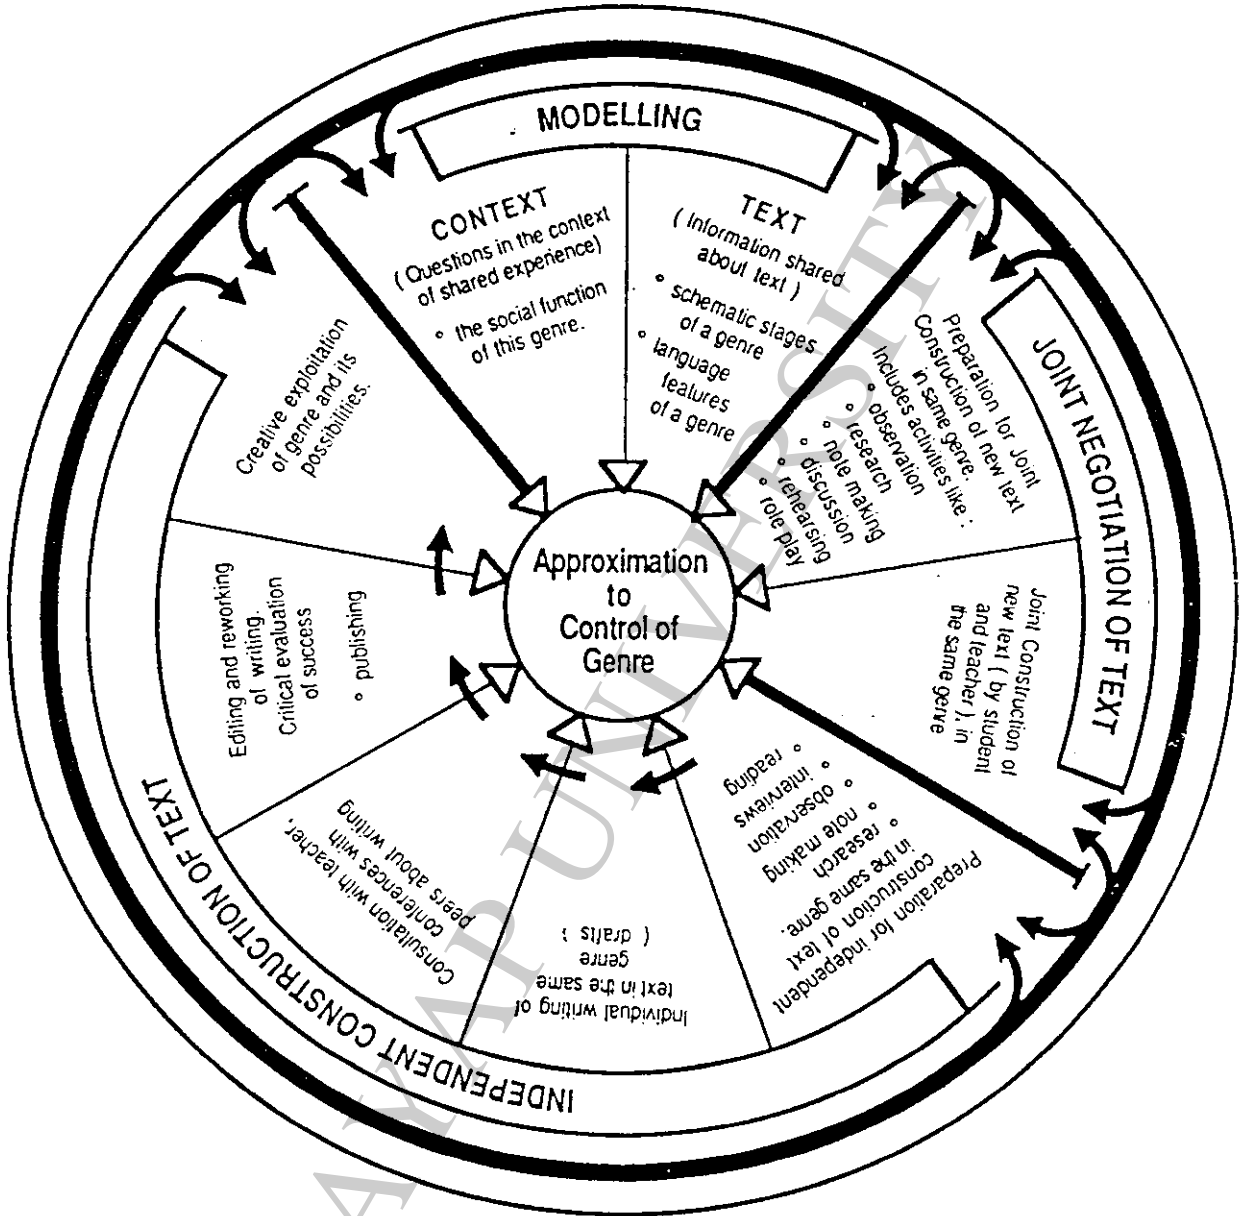 MODELLING
CONTEXT
( Questions in the context
of shared experience)
° the social function
of this genre.
TEXT
( Information shared
about text )
° schematic stages
of a genre
° language
features
of a genre
JOINT NEGOTIATION OF TEXT
Preparation for Joint
Construction of new text
in same genre.
Includes activities like :
° observation
° research
° note making
° discussion
° rehearsing
° role play
Joint Construction of
new text ( by student
and teacher ), in
the same gerve
INDEPENDENT CONSTRUCTION OF TEXT
Preparation for independent
construction of text
in the same genre.
° research
° note making
° observation
° interviews
° reading
Individual writing of
text in the same
genre
( drafts )
Consultation with teacher,
conferences with
peers about writing
Editing and reworking
of writing.
Critical evaluation
of success
° publishing
Creative exploitation
of genre and its
possibilities.
Approximation
to
Control of
Genre
AYAP UNIVERSITY